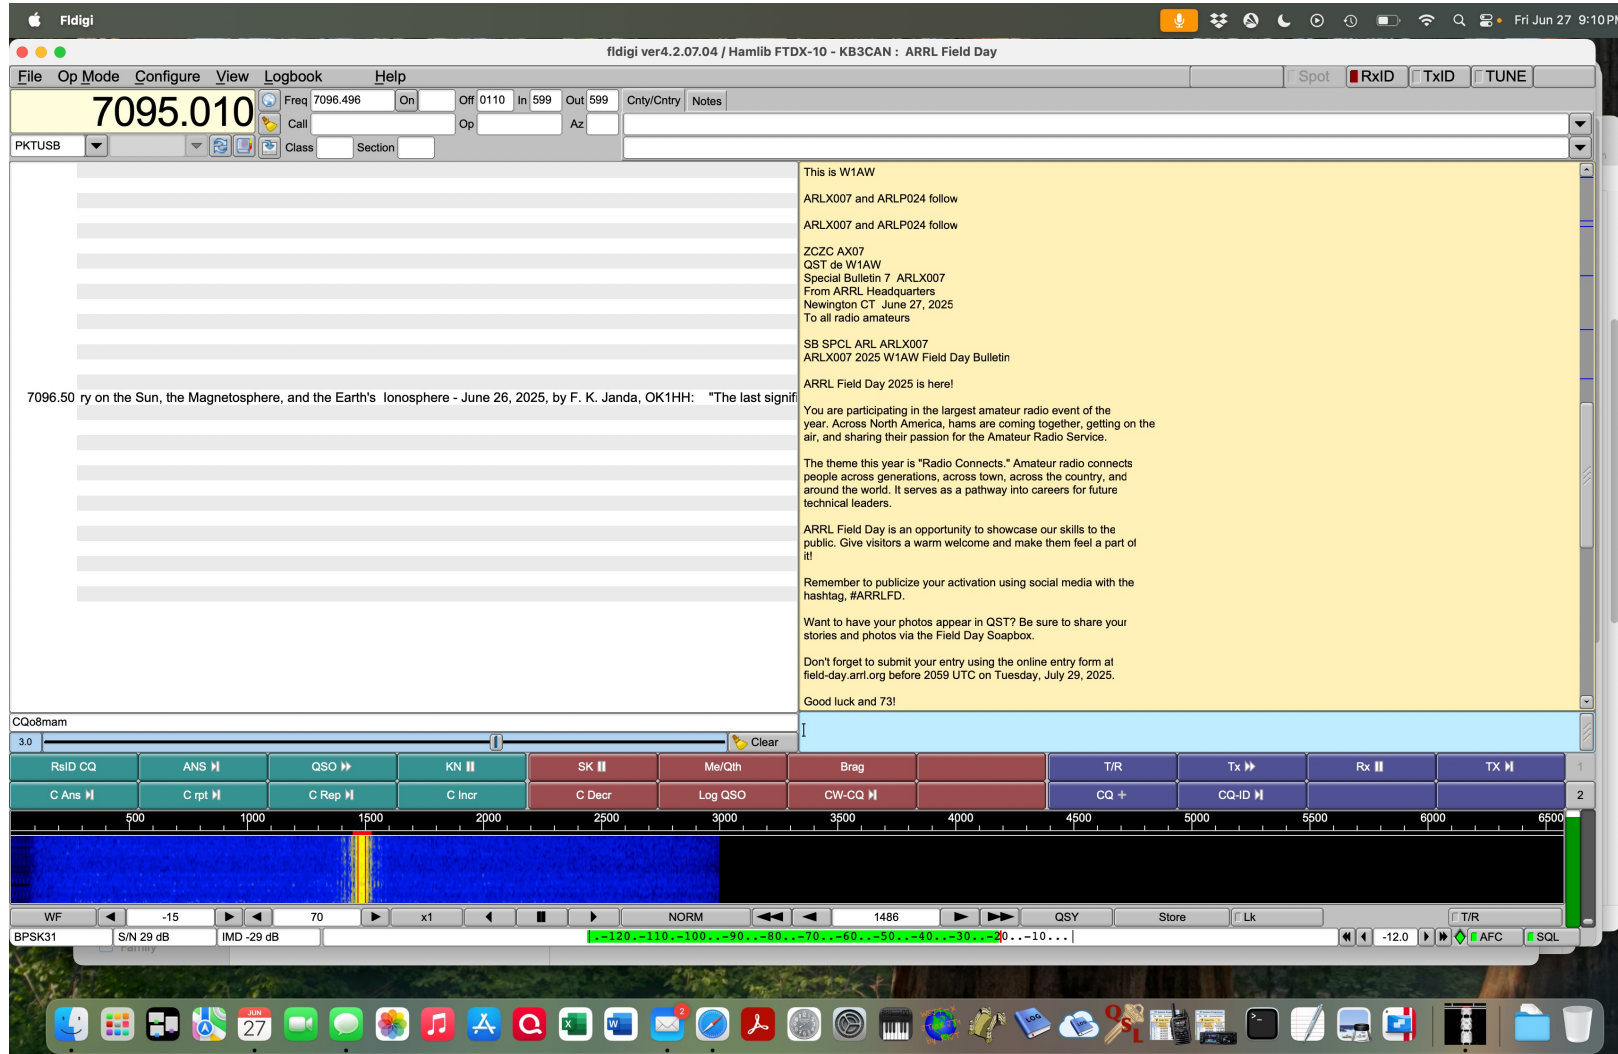 Fldigi
Fri Jun 27 9:10 PM
fldigi ver4.2.07.04 / Hamlib FTDX-10 - KB3CAN : ARRL Field Day
File Op Mode Configure View Logbook Help
Spot RxID TxID TUNE
7095.010
Freq 7096.496 On Off 0110 In 599 Out 599 Cnty/Cntry Notes
Call Op Az
PKTUSB Class Section
7096.50 ry on the Sun, the Magnetosphere, and the Earth's Ionosphere - June 26, 2025, by F. K. Janda, OK1HH: "The last signifi
This is W1AW
ARLX007 and ARLP024 follow
ARLX007 and ARLP024 follow
ZCZC AX07
QST de W1AW
Special Bulletin 7 ARLX007
From ARRL Headquarters
Newington CT June 27, 2025
To all radio amateurs
SB SPCL ARL ARLX007
ARLX007 2025 W1AW Field Day Bulletin
ARRL Field Day 2025 is here!
You are participating in the largest amateur radio event of the
year. Across North America, hams are coming together, getting on the
air, and sharing their passion for the Amateur Radio Service.
The theme this year is "Radio Connects." Amateur radio connects
people across generations, across town, across the country, and
around the world. It serves as a pathway into careers for future
technical leaders.
ARRL Field Day is an opportunity to showcase our skills to the
public. Give visitors a warm welcome and make them feel a part of
it!
Remember to publicize your activation using social media with the
hashtag, #ARRLFD.
Want to have your photos appear in QST? Be sure to share your
stories and photos via the Field Day Soapbox.
Don't forget to submit your entry using the online entry form at
field-day.arrl.org before 2059 UTC on Tuesday, July 29, 2025.
Good luck and 73!
CQo8mam
3.0 Clear
RsID CQ ANS QSO KN SK Me/Qth Brag T/R Tx Rx TX 1
C Ans C rpt C Rep C Incr C Decr Log QSO CW-CQ CQ + CQ-ID 2
500 1000 1500 2000 2500 3000 3500 4000 4500 5000 5500 6000 6500
WF -15 70 x1 NORM 1486 QSY Store Lk T/R
BPSK31 S/N 29 dB IMD -29 dB -120..-110.-100..-90..-80..-70..-60..-50..-40..-30..-20..-10...| -12.0 AFC SQL
Family
JUN
27
2
LOG
QSL